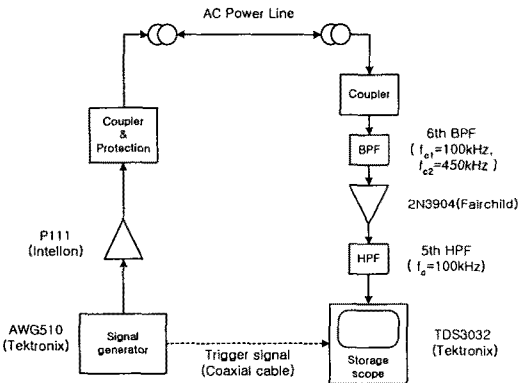 AC Power Line
Coupler
&
Protection
Coupler
BPF
6th BPF
( fc1=100kHz,
fc2=450kHz )
P111
(Intellon)
2N3904(Fairchild)
HPF
5th HPF
( fc=100kHz)
AWG510
(Tektronix)
Signal
generator
Trigger signal
(Coaxial cable)
Storage
scope
TDS3032
(Tektronix)